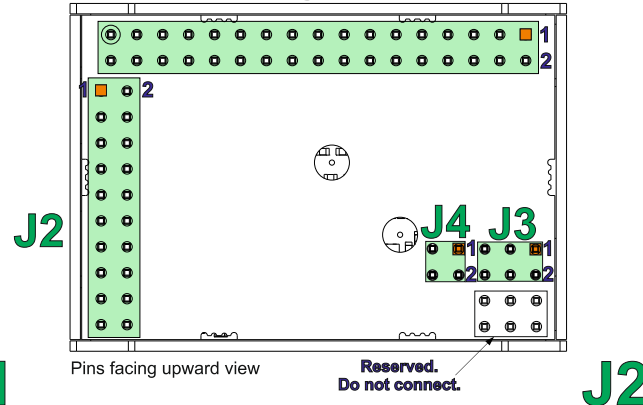 1
2
1 2
J2
J4 J3
1 1
2 2
Pins facing upward view
Reserved.
Do not connect.
J2